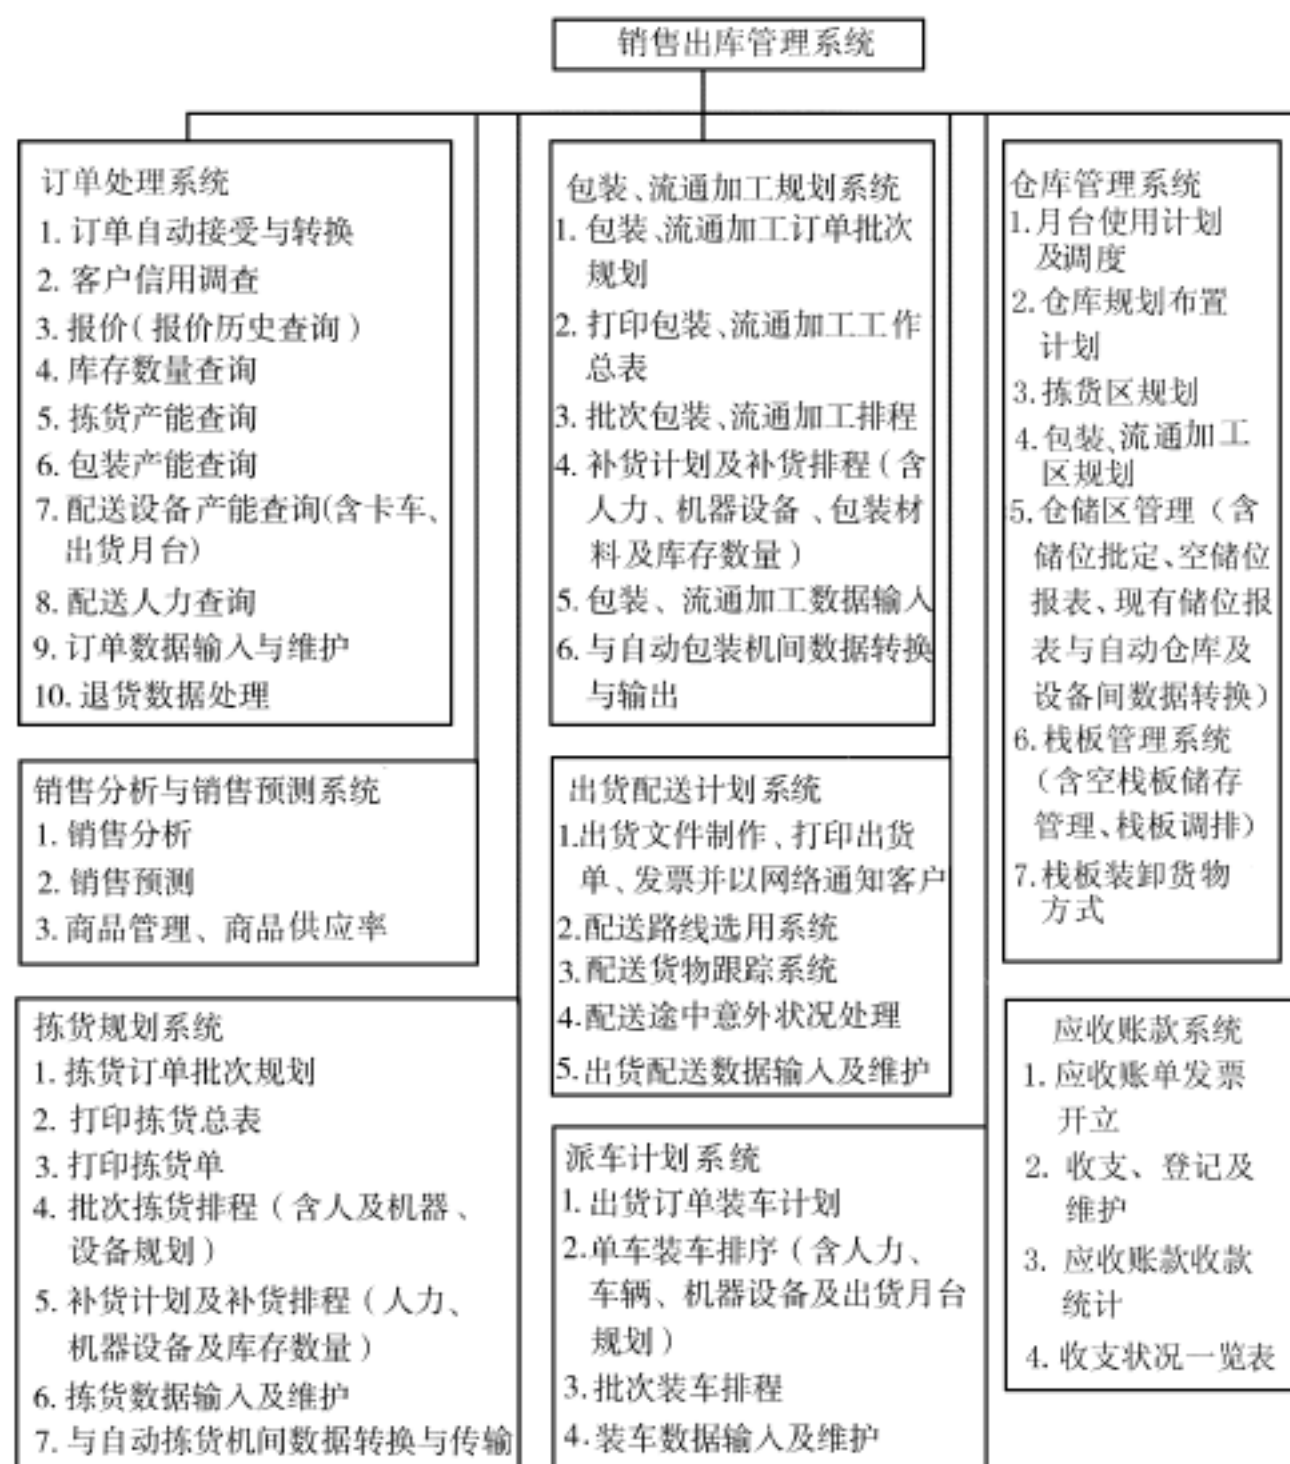 销售出库管理系统
订单处理系统
1. 订单自动接受与转换
2. 客户信用调查
3. 报价(报价历史查询)
4. 库存数量查询
5. 拣货产能查询
6. 包装产能查询
7. 配送设备产能查询(含卡车、
出货月台)
8. 配送人力查询
9. 订单数据输入与维护
10. 退货数据处理
销售分析与销售预测系统
1. 销售分析
2. 销售预测
3. 商品管理、商品供应率
拣货规划系统
1. 拣货订单批次规划
2. 打印拣货总表
3. 打印拣货单
4. 批次拣货排程(含人及机器、
设备规划)
5. 补货计划及补货排程(人力、
机器设备及库存数量)
6. 拣货数据输入及维护
7. 与自动拣货机间数据转换与传输
包装、流通加工规划系统
1. 包装、流通加工订单批次
规划
2. 打印包装、流通加工工作
总表
3. 批次包装、流通加工排程
4. 补货计划及补货排程(含
人力、机器设备、包装材
料及库存数量)
5. 包装、流通加工数据输入
6. 与自动包装机间数据转换
与输出
出货配送计划系统
1.出货文件制作、打印出货
单、发票并以网络通知客户
2.配送路线选用系统
3.配送货物跟踪系统
4.配送途中意外状况处理
5.出货配送数据输入及维护
派车计划系统
1. 出货订单装车计划
2.单车装车排序(含人力、
车辆、机器设备及出货月台
规划)
3.批次装车排程
4.装车数据输入及维护
仓库管理系统
1.月台使用计划
及调度
2.仓库规划布置
计划
3.拣货区规划
4.包装、流通加工
区规划
5.仓储区管理(含
储位批定、空储位
报表、现有储位报
表与自动仓库及
设备间数据转换)
6.栈板管理系统
(含空栈板储存
管理、栈板调排)
7.栈板装卸货物
方式
应收账款系统
1. 应收账单发票
开立
2. 收支、登记及
维护
3. 应收账款收款
统计
4. 收支状况一览表